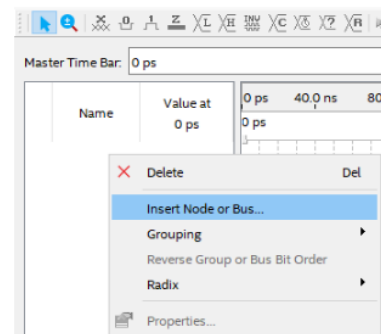 Master Time Bar: 0 ps
Name
Value at
0 ps
0 ps 40.0 ns 80
0 ps
Delete Del
Insert Node or Bus...
Grouping
Reverse Group or Bus Bit Order
Radix
Properties...